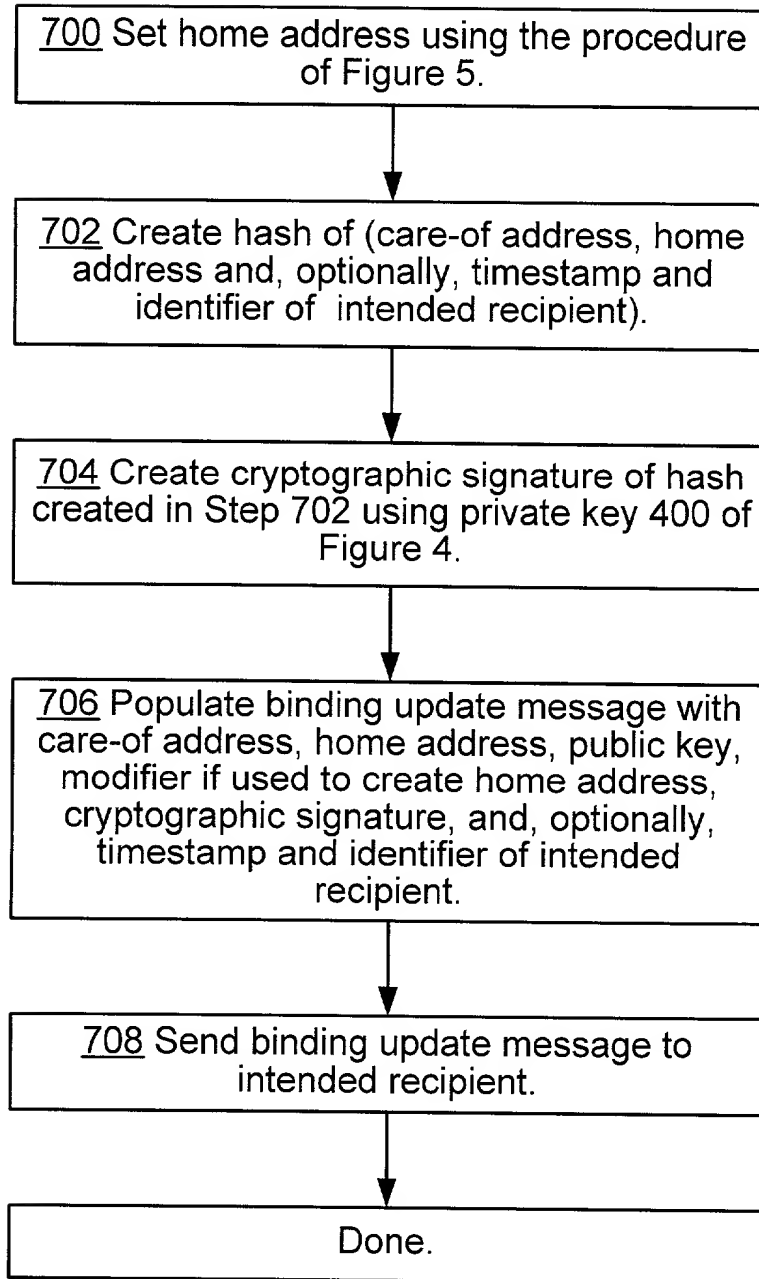 700 Set home address using the procedure
of Figure 5.
702 Create hash of (care-of address, home
address and, optionally, timestamp and
identifier of intended recipient).
704 Create cryptographic signature of hash
created in Step 702 using private key 400 of
Figure 4.
706 Populate binding update message with
care-of address, home address, public key,
modifier if used to create home address,
cryptographic signature, and, optionally,
timestamp and identifier of intended
recipient.
708 Send binding update message to
intended recipient.
Done.